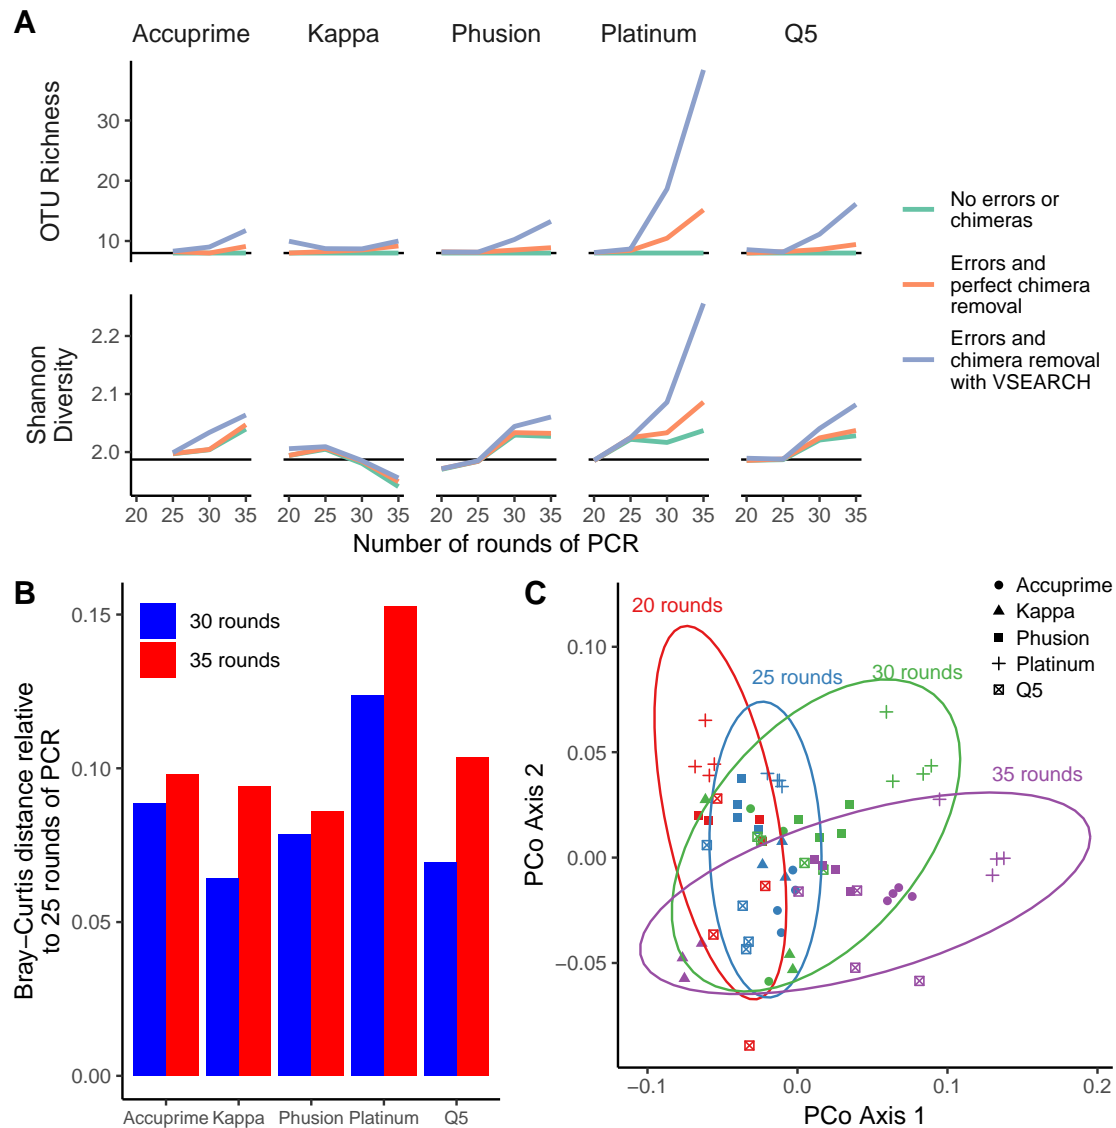 A
Accuprime Kappa Phusion Platinum Q5
OTU Richness
30
20
10
Shannon
Diversity
2.2
2.1
2.0
20 25 30 35 20 25 30 35 20 25 30 35 20 25 30 35 20 25 30 35
Number of rounds of PCR
No errors or
chimeras
Errors and
perfect chimera
removal
Errors and
chimera removal
with VSEARCH
B
Bray−Curtis distance relative
to 25 rounds of PCR
0.15
0.10
0.05
0.00
30 rounds
35 rounds
Accuprime Kappa Phusion Platinum Q5
C
PCo Axis 2
0.10
0.05
0.00
−0.05
20 rounds
25 rounds
30 rounds
35 rounds
Accuprime
Kappa
Phusion
Platinum
Q5
−0.1 0.0 0.1 0.2
PCo Axis 1